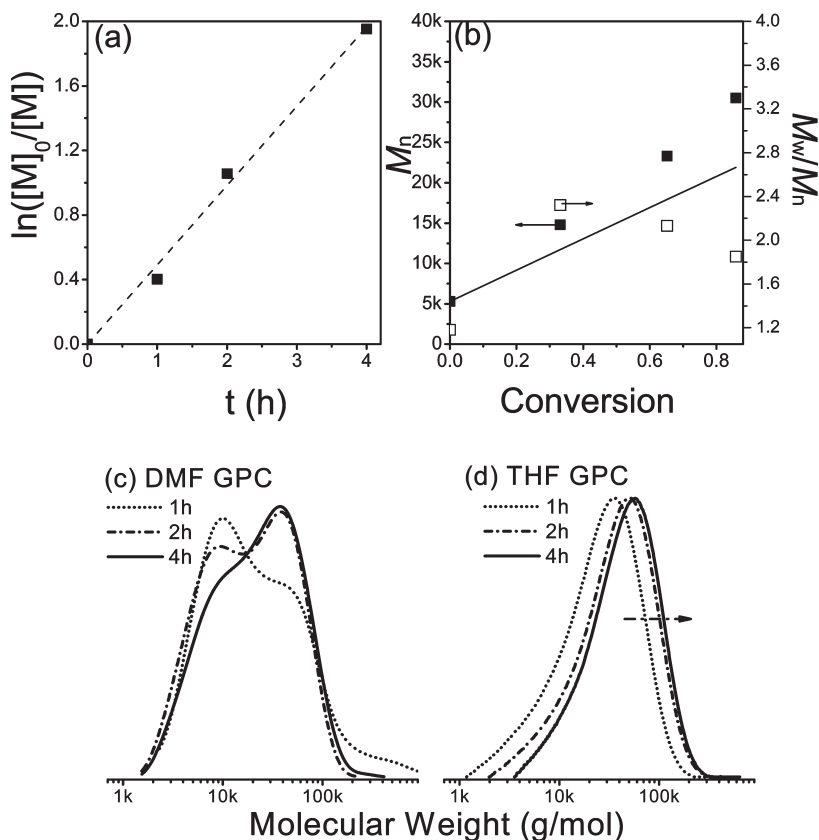 (a)
ln([M]0/[M])
2.0
1.6
1.2
0.8
0.4
0.0
0 1 2 3 4
t (h)
(b)
Mn
40k
35k
30k
25k
20k
15k
10k
5k
0
4.0
3.6
3.2
2.8
2.4
2.0
1.6
1.2
Mw/Mn
0.0 0.2 0.4 0.6 0.8
Conversion
(c) DMF GPC
1h
2h
4h
1k 10k 100k
(d) THF GPC
1h
2h
4h
1k 10k 100k
Molecular Weight (g/mol)